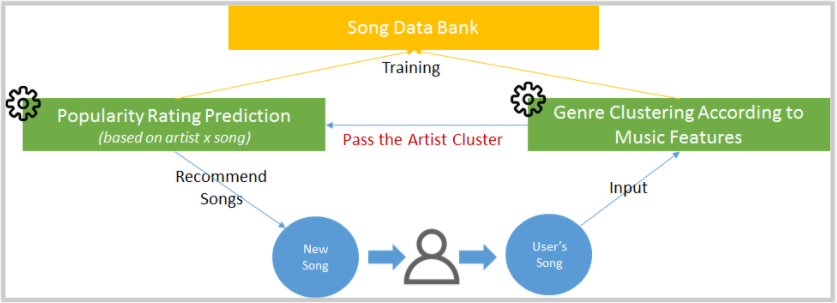 Song Data Bank
Training
Popularity Rating Prediction
(based on artist x song)
Genre Clustering According to
Music Features
Pass the Artist Cluster
Recommend
Songs
Input
New
Song
User's
Song